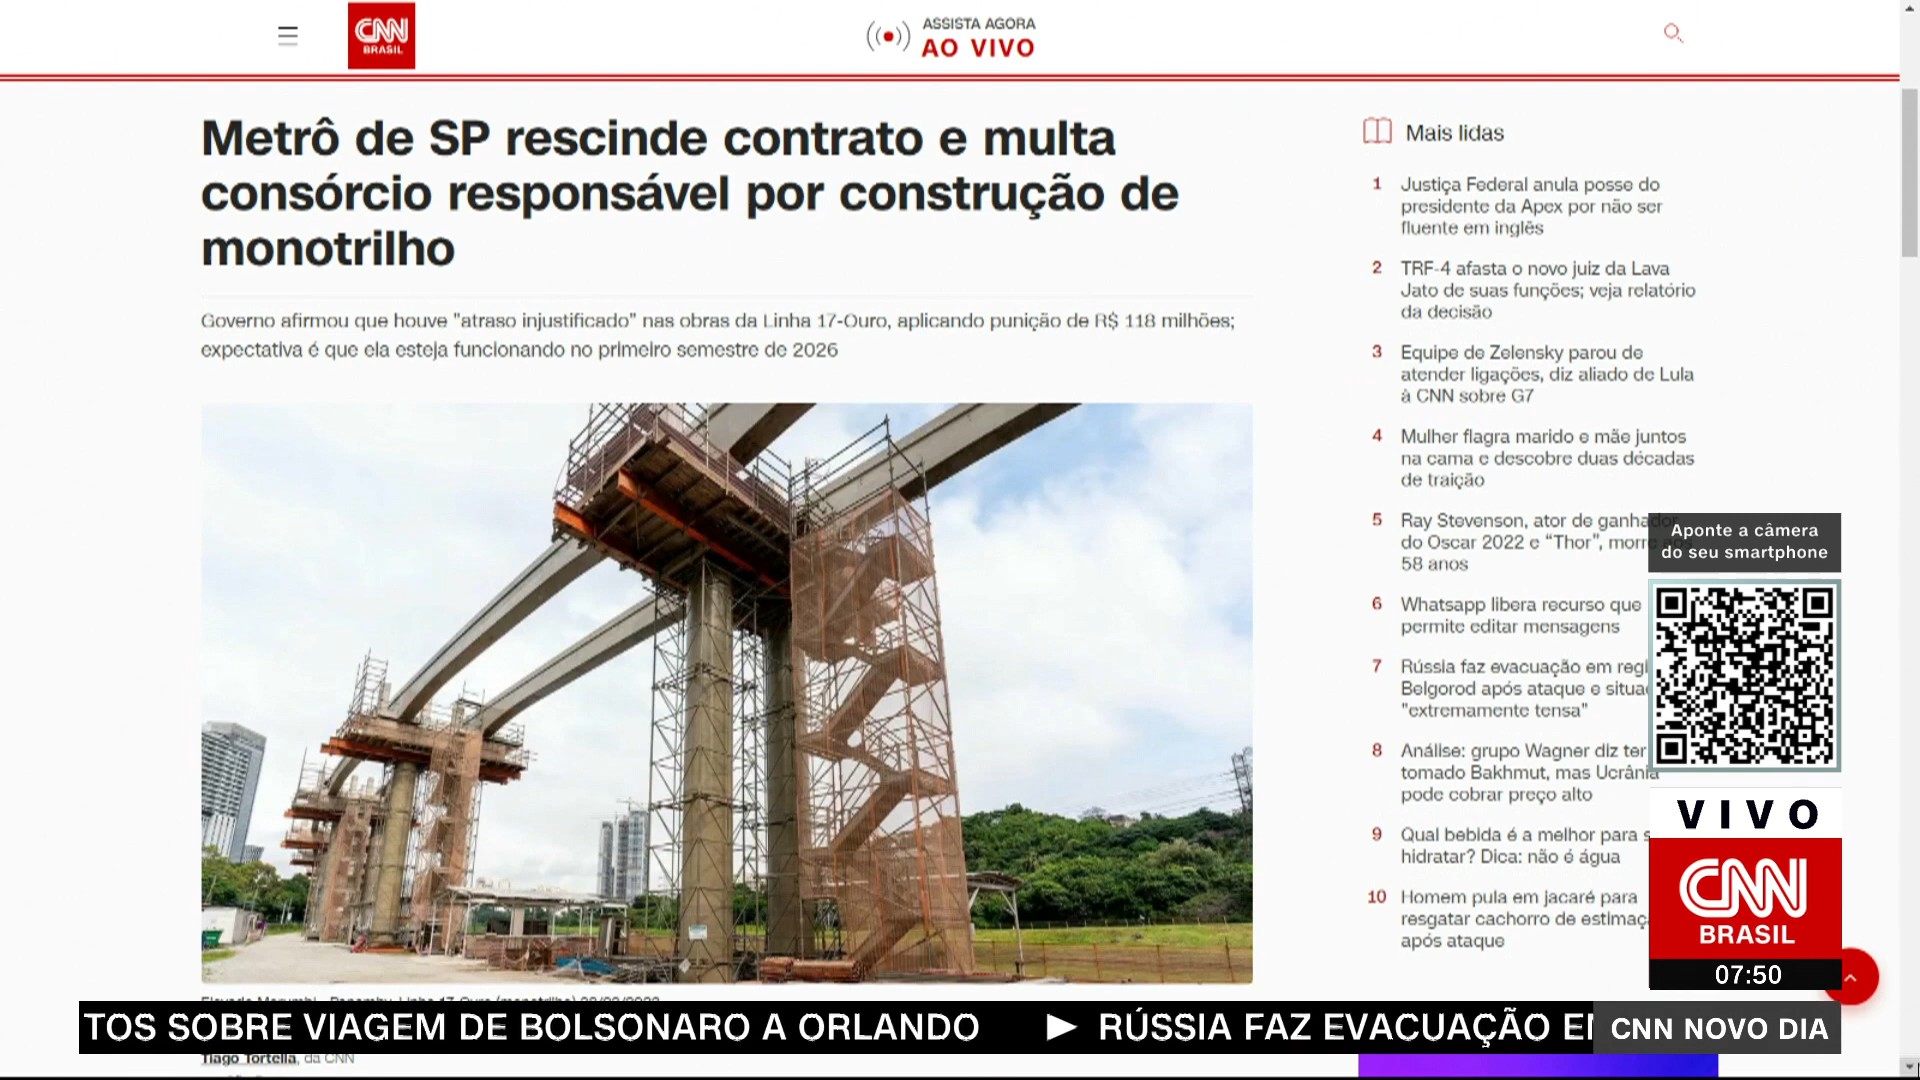 CNN
BRASIL
ASSISTA AGORA
AO VIVO
Metrô de SP rescinde contrato e multa
consórcio responsável por construção de
monotrilho
Governo afirmou que houve "atraso injustificado" nas obras da Linha 17-Ouro, aplicando punição de R$ 118 milhões;
expectativa é que ela esteja funcionando no primeiro semestre de 2026
Mais lidas
1 Justiça Federal anula posse do
presidente da Apex por não ser
fluente em inglês
2 TRF-4 afasta o novo juiz da Lava
Jato de suas funções; veja relatório
da decisão
3 Equipe de Zelensky parou de
atender ligações, diz aliado de Lula
à CNN sobre G7
4 Mulher flagra marido e mãe juntos
na cama e descobre duas décadas
de traição
5 Ray Stevenson, ator de ganhador
do Oscar 2022 e “Thor”, morre aos
58 anos
6 Whatsapp libera recurso que
permite editar mensagens
7 Rússia faz evacuação em regi
Belgorod após ataque e situa
"extremamente tensa"
8 Análise: grupo Wagner diz ter
tomado Bakhmut, mas Ucrânia
pode cobrar preço alto
9 Qual bebida é a melhor para s
hidratar? Dica: não é água
10 Homem pula em jacaré para
resgatar cachorro de estimaç
após ataque
Aponte a câmera
do seu smartphone
VIVO
CNN
BRASIL
07:50
TOS SOBRE VIAGEM DE BOLSONARO A ORLANDO ▶ RÚSSIA FAZ EVACUAÇÃO EM
CNN NOVO DIA
Tiago Tortella, da CNN